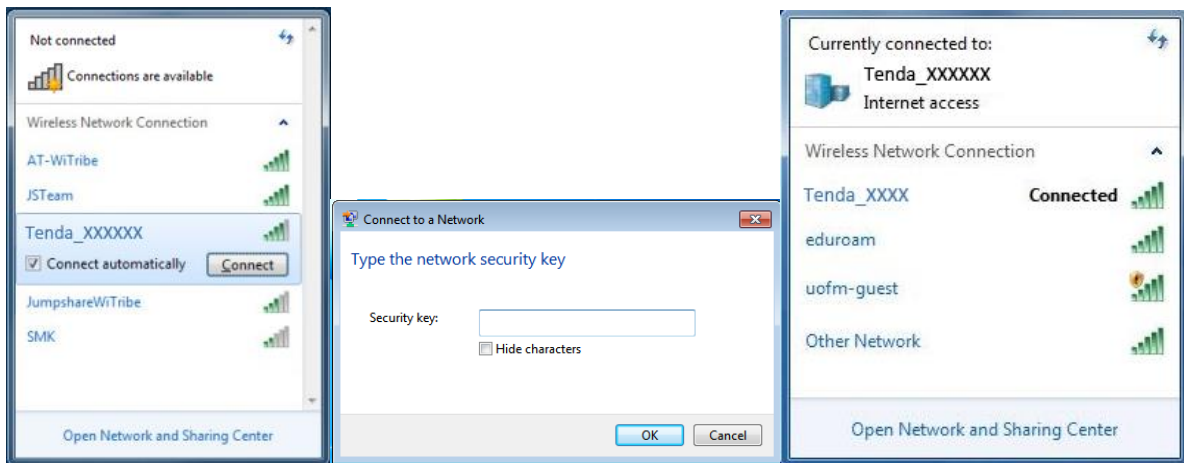 Not connected
Connections are available
Wireless Network Connection
AT-WiTribe
JSTeam
Tenda_XXXXXX
Connect automatically
Connect
JumpshareWiTribe
SMK
Open Network and Sharing Center
Connect to a Network
Type the network security key
Security key:
Hide characters
OK Cancel
Currently connected to:
Tenda_XXXXXX
Internet access
Wireless Network Connection
Tenda_XXXX Connected
eduroam
uofm-guest
Other Network
Open Network and Sharing Center